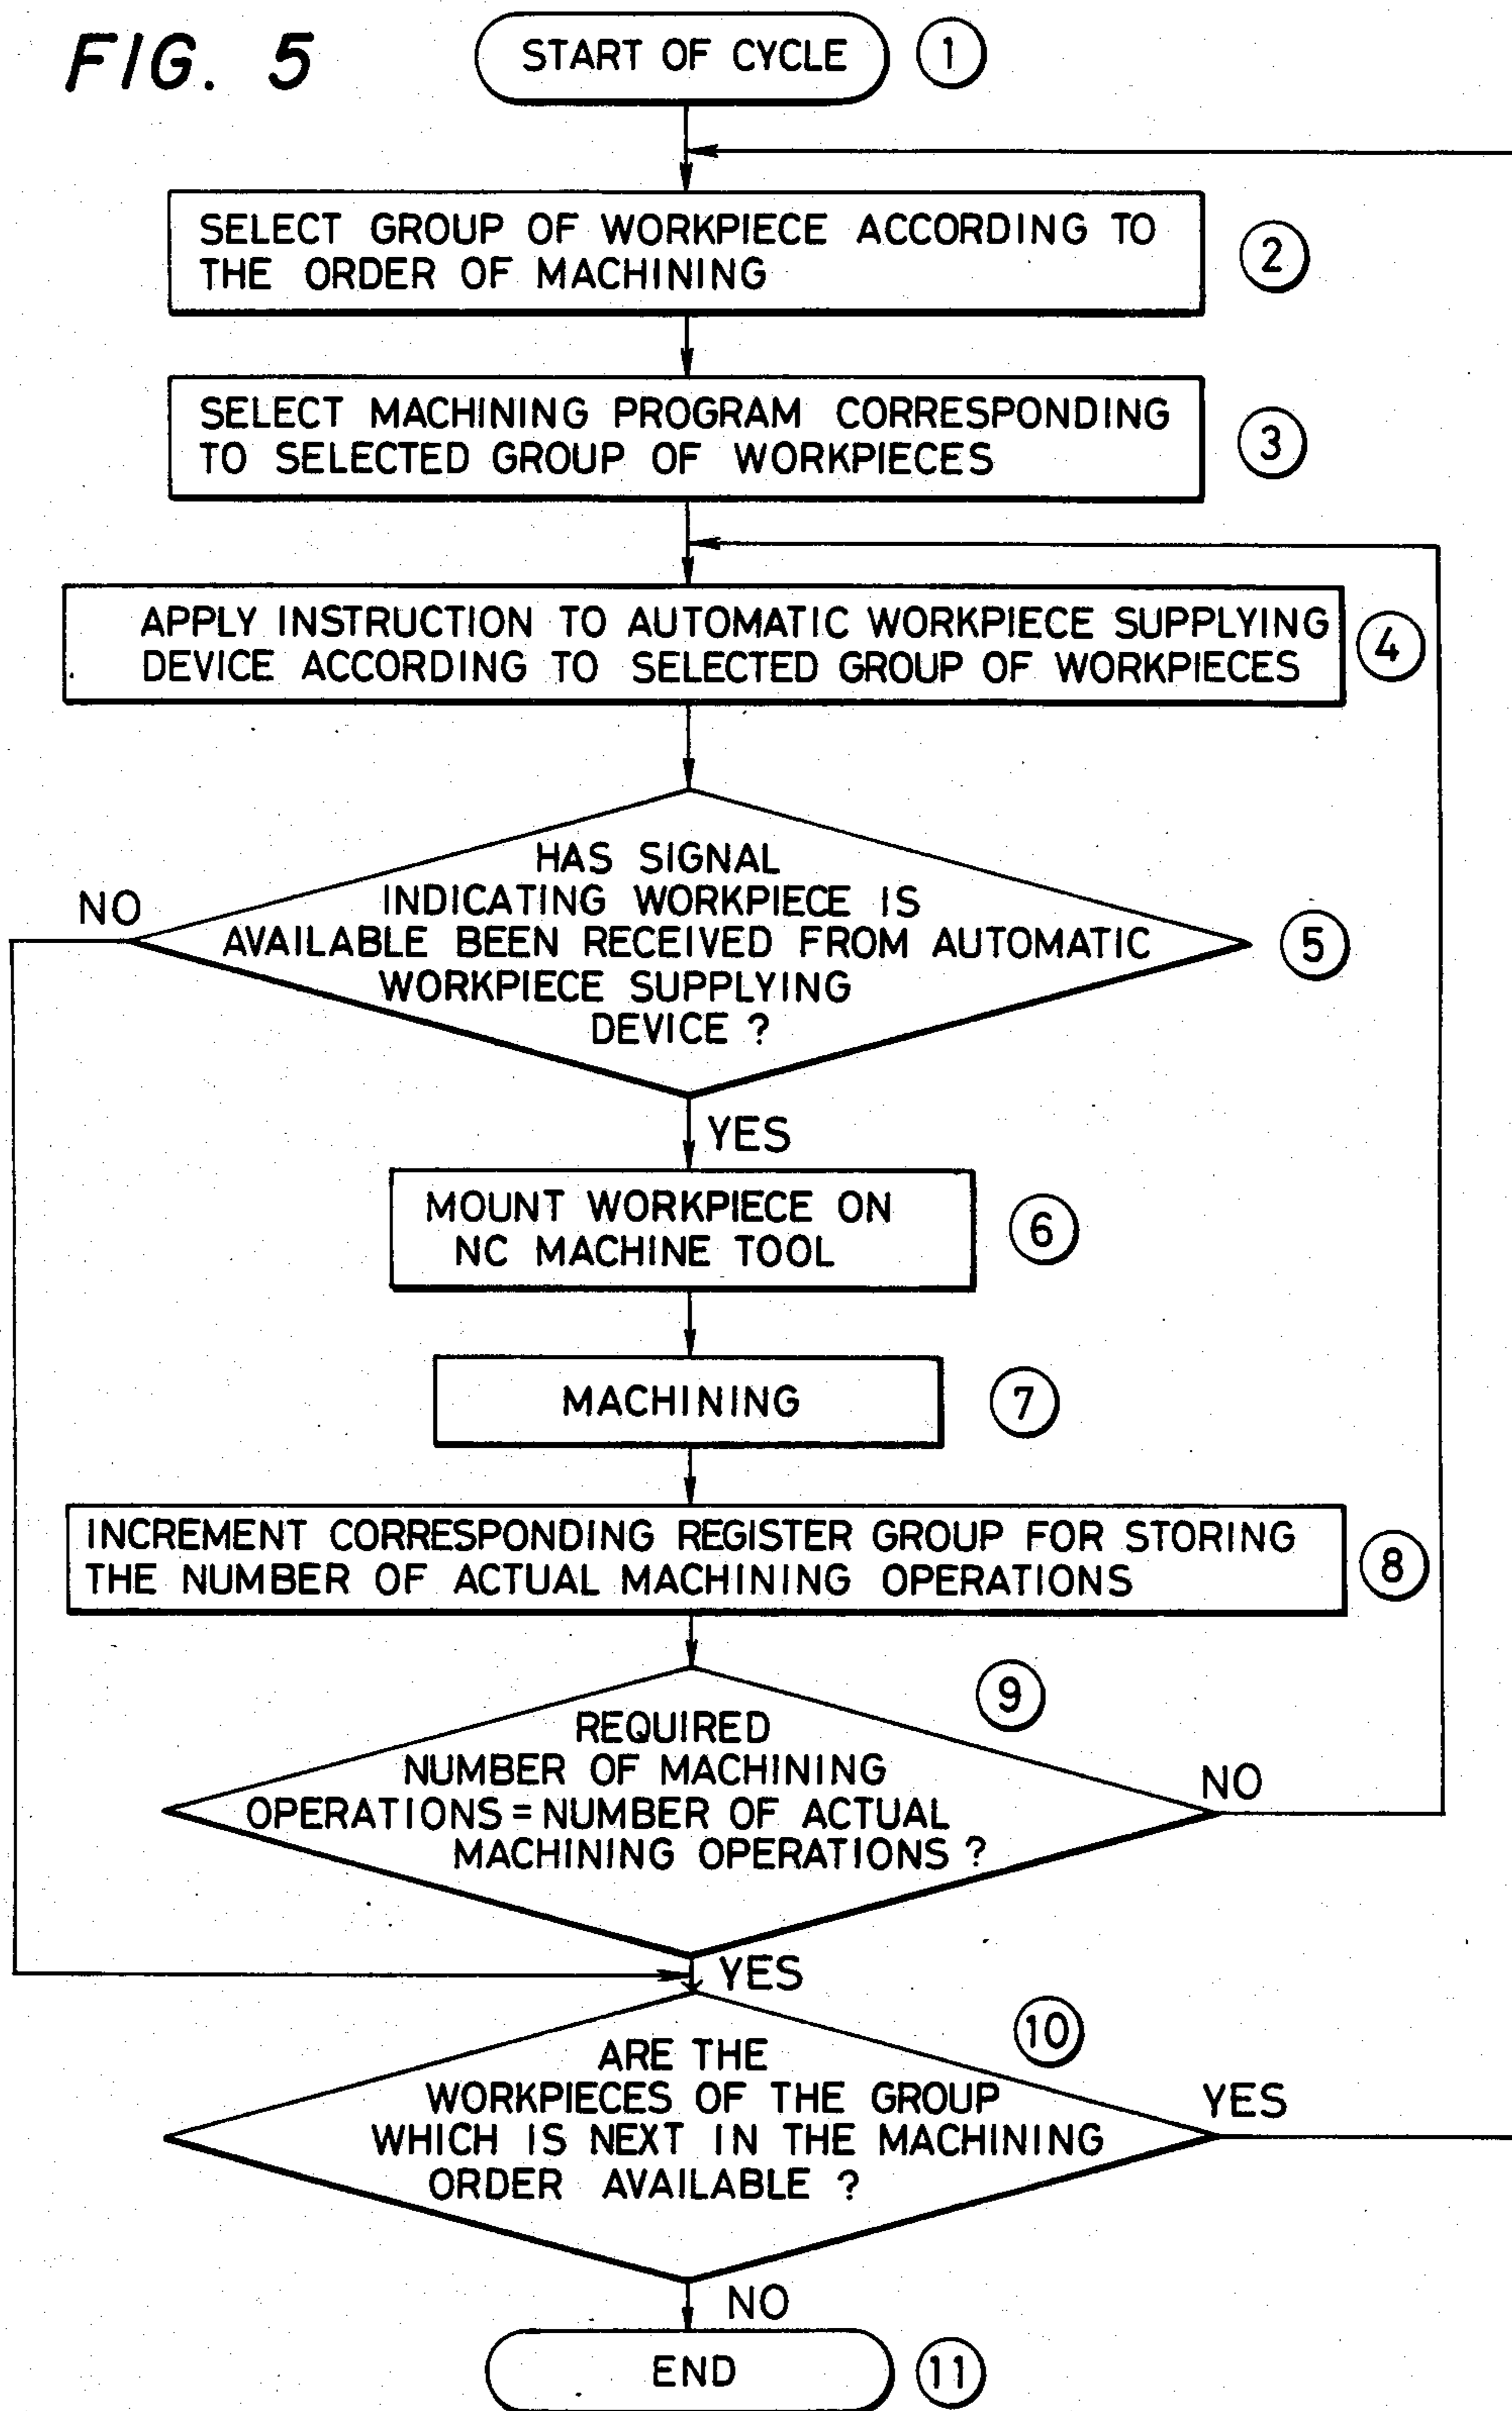 FIG. 5
START OF CYCLE
1
SELECT GROUP OF WORKPIECE ACCORDING TO
THE ORDER OF MACHINING
2
SELECT MACHINING PROGRAM CORRESPONDING
TO SELECTED GROUP OF WORKPIECES
3
APPLY INSTRUCTION TO AUTOMATIC WORKPIECE SUPPLYING
DEVICE ACCORDING TO SELECTED GROUP OF WORKPIECES
4
HAS SIGNAL
INDICATING WORKPIECE IS
AVAILABLE BEEN RECEIVED FROM AUTOMATIC
WORKPIECE SUPPLYING
DEVICE ?
NO
5
YES
MOUNT WORKPIECE ON
NC MACHINE TOOL
6
MACHINING
7
INCREMENT CORRESPONDING REGISTER GROUP FOR STORING
THE NUMBER OF ACTUAL MACHINING OPERATIONS
8
9
REQUIRED
NUMBER OF MACHINING
OPERATIONS = NUMBER OF ACTUAL
MACHINING OPERATIONS ?
NO
YES
10
ARE THE
WORKPIECES OF THE GROUP
WHICH IS NEXT IN THE MACHINING
ORDER AVAILABLE ?
YES
NO
END
11